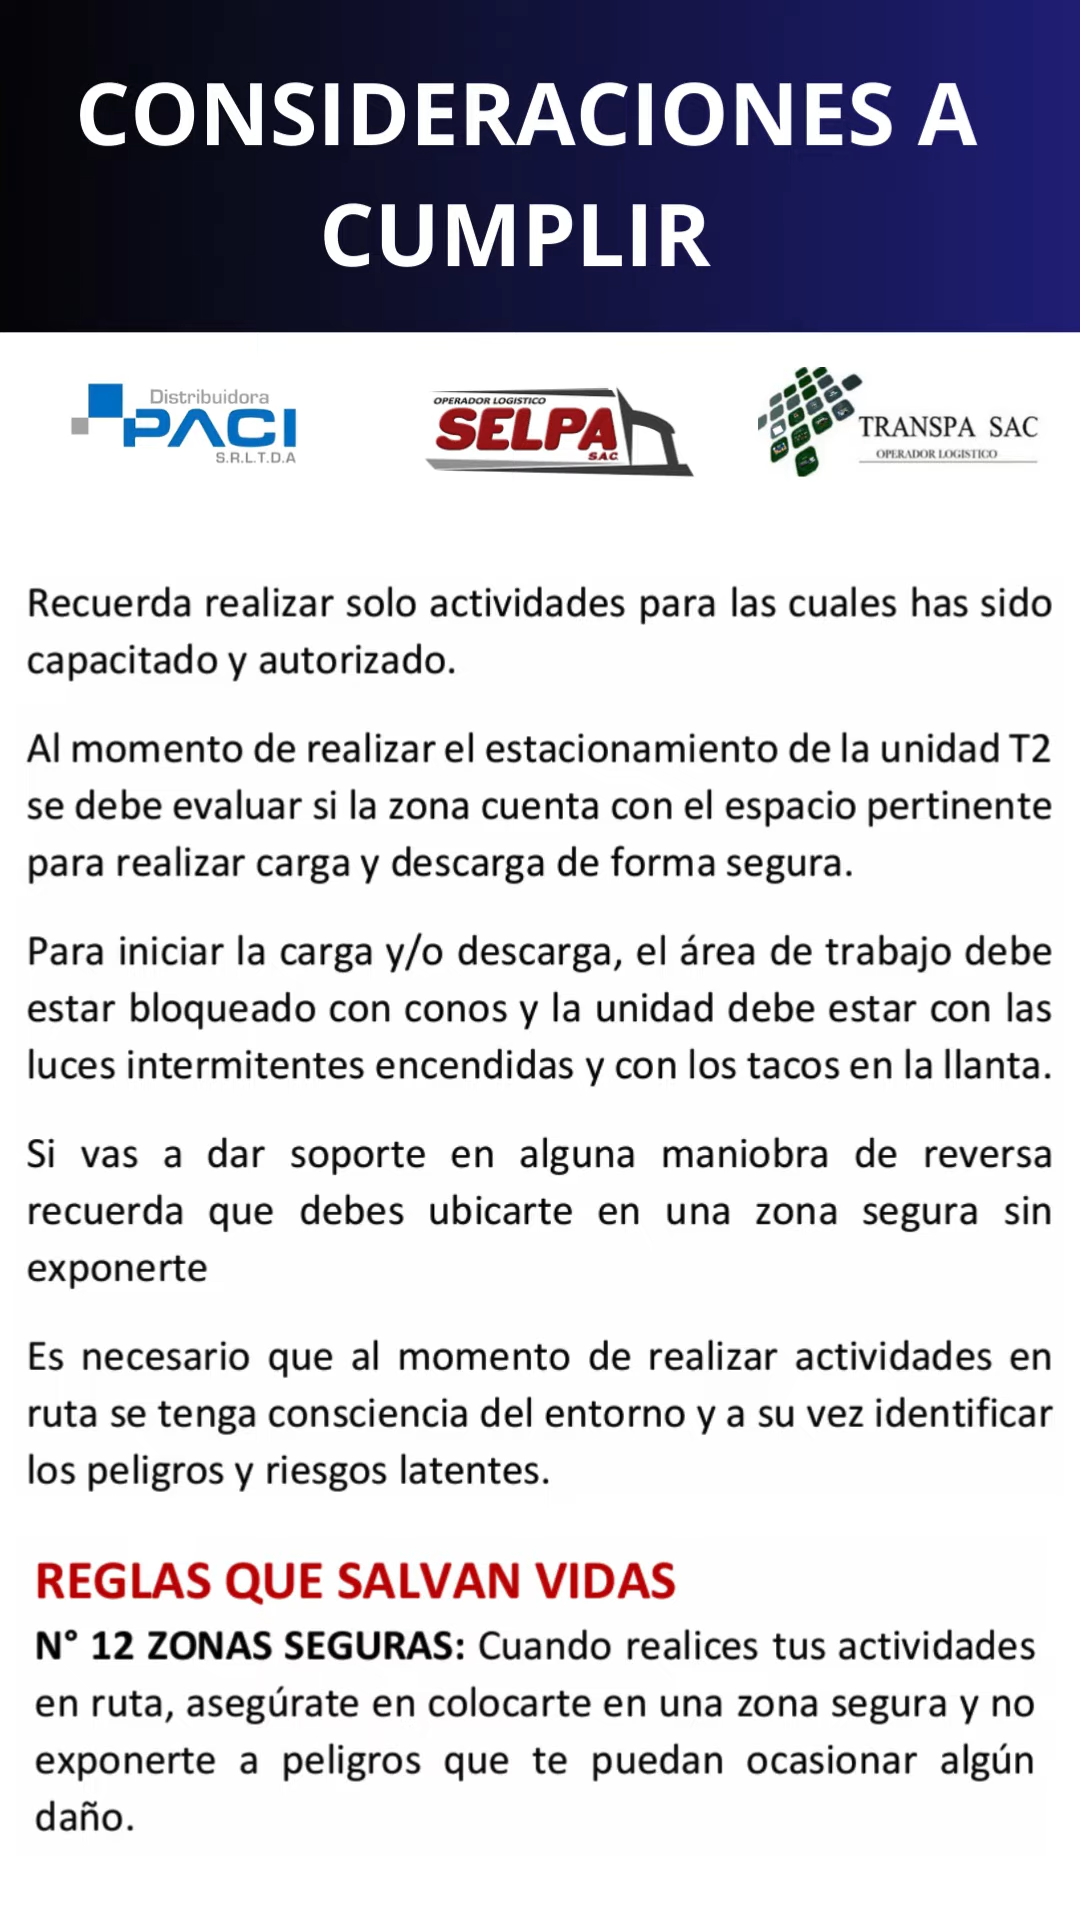 CONSIDERACIONES A
CUMPLIR
Distribuidora
PACI
S.R.L.T.D.A
OPERADOR LOGISTICO
SELPA
S.A.C
TRANSPA SAC
OPERADOR LOGISTICO
Recuerda realizar solo actividades para las cuales has sido
capacitado y autorizado.
Al momento de realizar el estacionamiento de la unidad T2
se debe evaluar si la zona cuenta con el espacio pertinente
para realizar carga y descarga de forma segura.
Para iniciar la carga y/o descarga, el área de trabajo debe
estar bloqueado con conos y la unidad debe estar con las
luces intermitentes encendidas y con los tacos en la llanta.
Si vas a dar soporte en alguna maniobra de reversa
recuerda que debes ubicarte en una zona segura sin
exponerte
Es necesario que al momento de realizar actividades en
ruta se tenga consciencia del entorno y a su vez identificar
los peligros y riesgos latentes.
REGLAS QUE SALVAN VIDAS
N° 12 ZONAS SEGURAS: Cuando realices tus actividades
en ruta, asegúrate en colocarte en una zona segura y no
exponerte a peligros que te puedan ocasionar algún
daño.